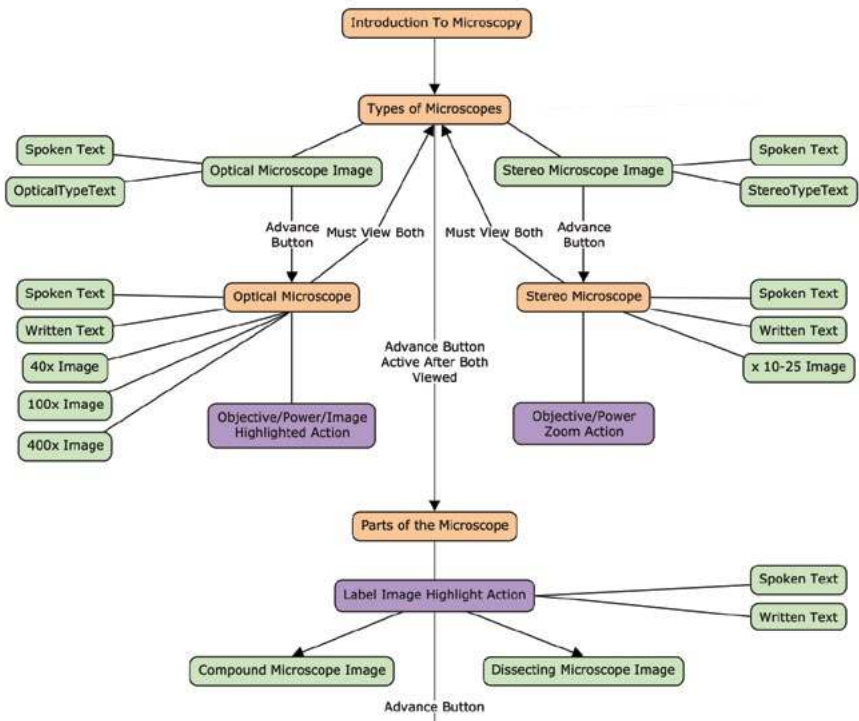 Introduction To Microscopy
Types of Microscopes
Spoken Text
OpticalTypeText
Optical Microscope Image
Stereo Microscope Image
Spoken Text
StereoTypeText
Advance
Button
Must View Both
Must View Both
Advance
Button
Spoken Text
Written Text
40x Image
100x Image
400x Image
Optical Microscope
Objective/Power/Image
Highlighted Action
Advance Button
Active After Both
Viewed
Stereo Microscope
Objective/Power
Zoom Action
Spoken Text
Written Text
x 10-25 Image
Parts of the Microscope
Label Image Highlight Action
Spoken Text
Written Text
Compound Microscope Image
Dissecting Microscope Image
Advance Button